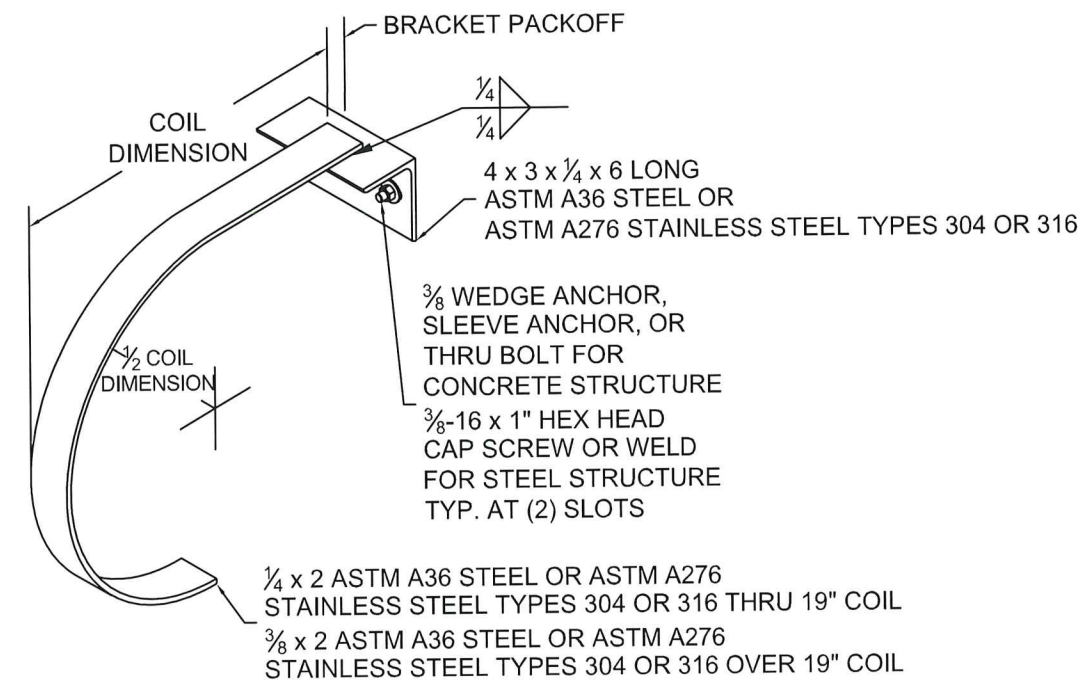 BRACKET PACKOFF
COIL
DIMENSION
1/4
1/4
4 x 3 x 1/4 x 6 LONG
ASTM A36 STEEL OR
ASTM A276 STAINLESS STEEL TYPES 304 OR 316
3/8 WEDGE ANCHOR,
SLEEVE ANCHOR, OR
THRU BOLT FOR
CONCRETE STRUCTURE
3/8-16 x 1" HEX HEAD
CAP SCREW OR WELD
FOR STEEL STRUCTURE
TYP. AT (2) SLOTS
1/2 COIL
DIMENSION
1/4 x 2 ASTM A36 STEEL OR ASTM A276
STAINLESS STEEL TYPES 304 OR 316 THRU 19" COIL
3/8 x 2 ASTM A36 STEEL OR ASTM A276
STAINLESS STEEL TYPES 304 OR 316 OVER 19" COIL